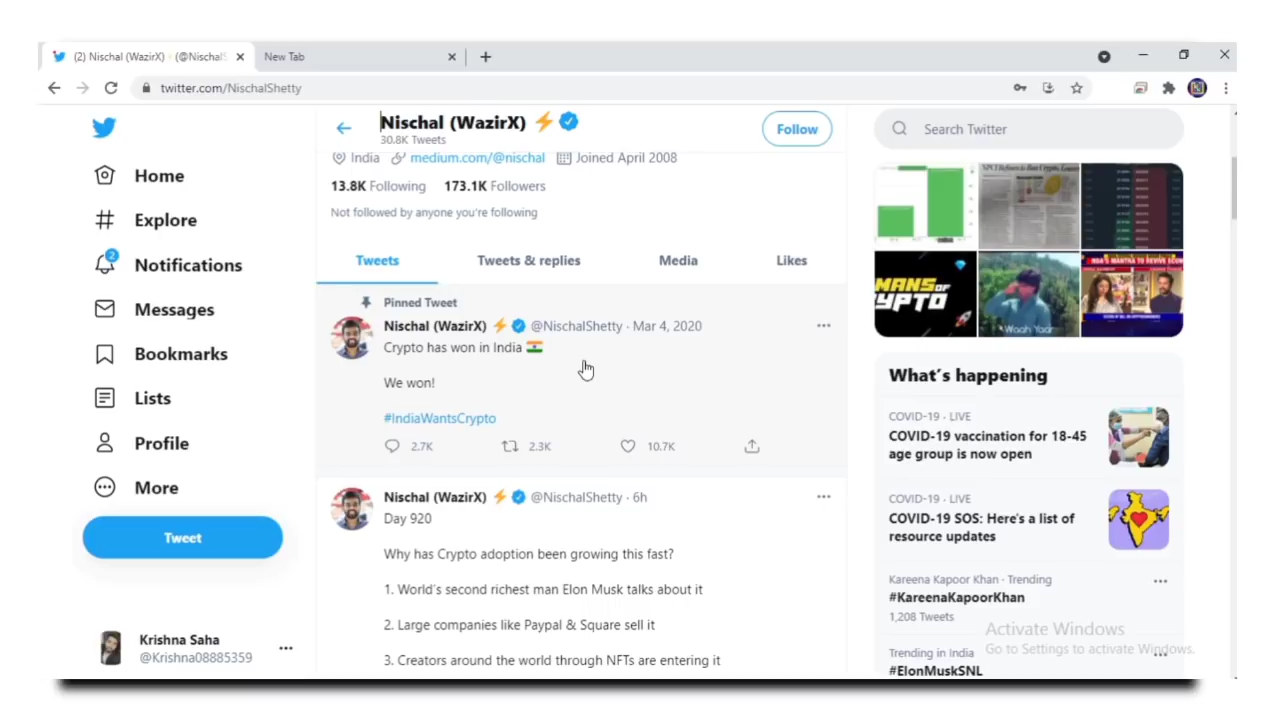 (2) Nischal (WazirX) ⚡ (@NischalS
New Tab
twitter.com/NischalShetty
Nischal (WazirX) ⚡
30.8K Tweets
Follow
Search Twitter
India medium.com/@nischal Joined April 2008
13.8K Following 173.1K Followers
Not followed by anyone you're following
Home
Explore
2
Notifications
Messages
Bookmarks
Lists
Profile
More
Tweet
Krishna Saha
@Krishna08885359
Tweets
Tweets & replies
Media
Likes
Pinned Tweet
Nischal (WazirX) ⚡ @NischalShetty · Mar 4, 2020
Crypto has won in India 🇮🇳
We won!
#IndiaWantsCrypto
2.7K
2.3K
10.7K
Nischal (WazirX) ⚡ @NischalShetty · 6h
Day 920
Why has Crypto adoption been growing this fast?
1. World's second richest man Elon Musk talks about it
2. Large companies like Paypal & Square sell it
3. Creators around the world through NFTs are entering it
MANS OF
CYPTO
Woah Yaar
What's happening
COVID-19 · LIVE
COVID-19 vaccination for 18-45
age group is now open
COVID-19 · LIVE
COVID-19 SOS: Here's a list of
resource updates
Kareena Kapoor Khan · Trending
#KareenaKapoorKhan
1,208 Tweets
Trending in India
#ElonMuskSNL
Activate Windows
Go to Settings to activate Windows.